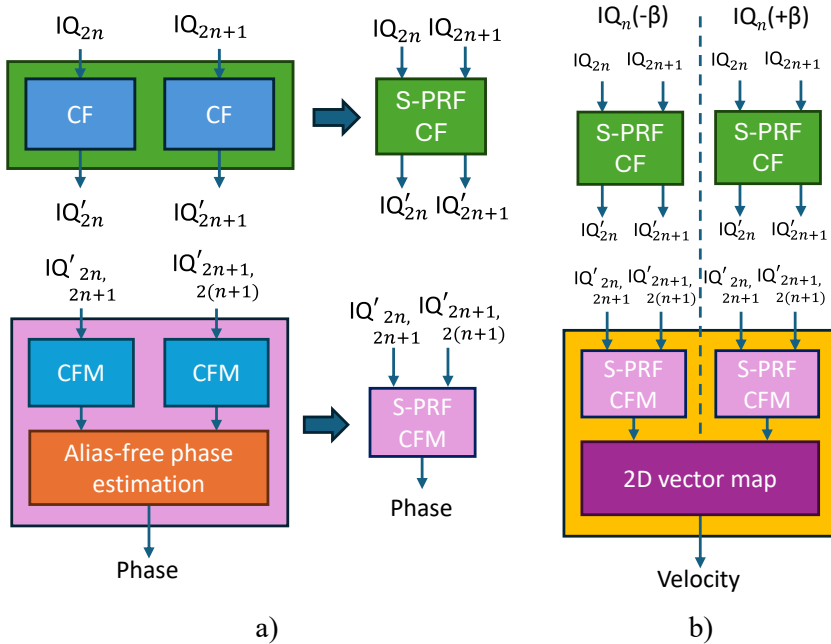 IQ₂ₙ IQ₂ₙ₊₁
CF CF
IQ′₂ₙ IQ′₂ₙ₊₁
IQ₂ₙ IQ₂ₙ₊₁
S-PRF
CF
IQ′₂ₙ IQ′₂ₙ₊₁
IQ′ 2n, IQ′ 2n+1,
2n+1 2(n+1)
CFM CFM
Alias-free phase
estimation
Phase
IQ′ 2n, IQ′ 2n+1,
2n+1 2(n+1)
S-PRF
CFM
Phase
a)
IQₙ(-β) IQₙ(+β)
IQ₂ₙ IQ₂ₙ₊₁ IQ₂ₙ IQ₂ₙ₊₁
S-PRF S-PRF
CF CF
IQ′₂ₙ IQ′₂ₙ₊₁ IQ′₂ₙ IQ′₂ₙ₊₁
IQ′ 2n, IQ′ 2n+1, IQ′ 2n, IQ′ 2n+1,
2n+1 2(n+1) 2n+1 2(n+1)
S-PRF S-PRF
CFM CFM
2D vector map
Velocity
b)